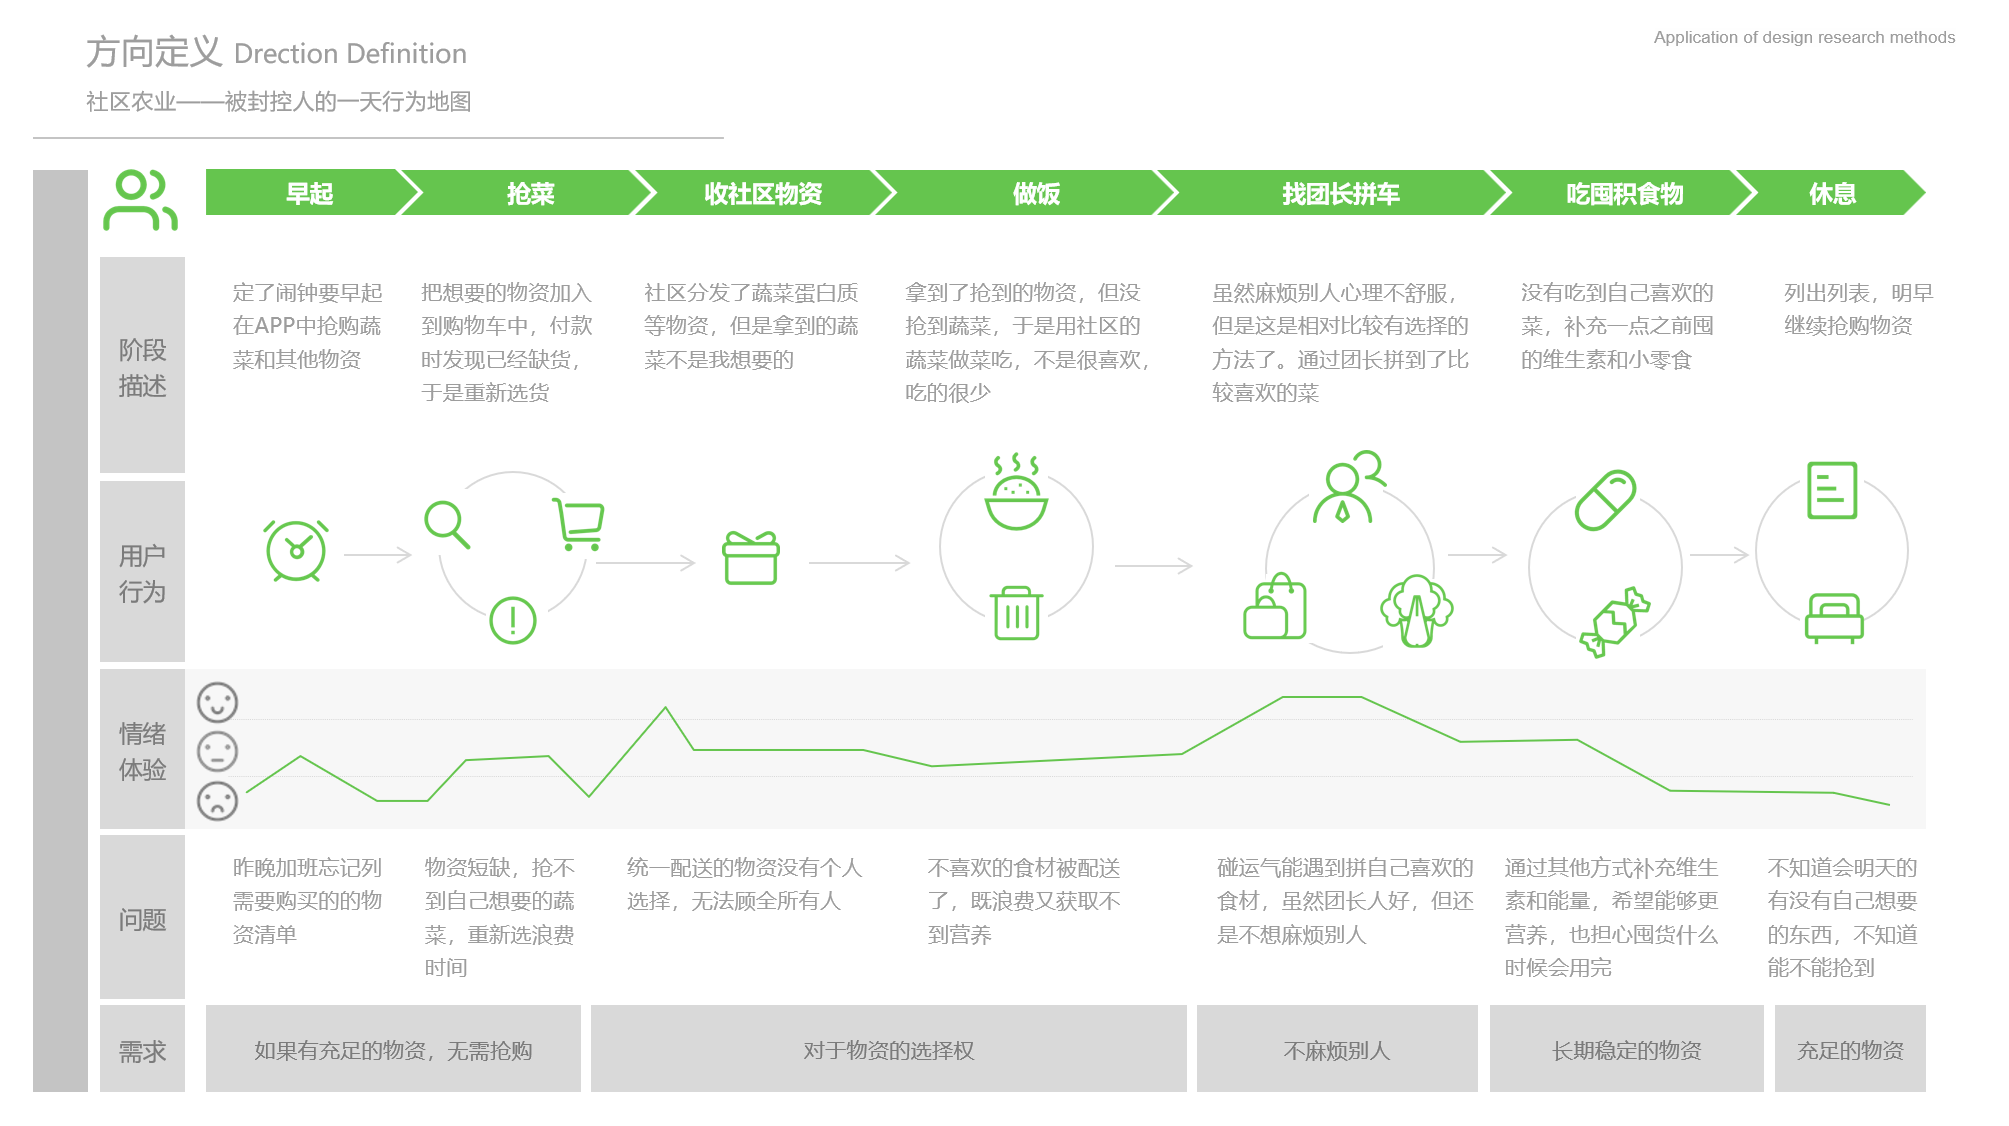 方向定义 Drection Definition
Application of design research methods
社区农业——被封控人的一天行为地图
早起
抢菜
收社区物资
做饭
找团长拼车
吃囤积食物
休息
阶段
描述
定了闹钟要早起
在APP中抢购蔬
菜和其他物资
把想要的物资加入
到购物车中，付款
时发现已经缺货，
于是重新选货
社区分发了蔬菜蛋白质
等物资，但是拿到的蔬
菜不是我想要的
拿到了抢到的物资，但没
抢到蔬菜，于是用社区的
蔬菜做菜吃，不是很喜欢，
吃的很少
虽然麻烦别人心理不舒服，
但是这是相对比较有选择的
方法了。通过团长拼到了比
较喜欢的菜
没有吃到自己喜欢的
菜，补充一点之前囤
的维生素和小零食
列出列表，明早
继续抢购物资
用户
行为
情绪
体验
问题
昨晚加班忘记列
需要购买的的物
资清单
物资短缺，抢不
到自己想要的蔬
菜，重新选浪费
时间
统一配送的物资没有个人
选择，无法顾全所有人
不喜欢的食材被配送
了，既浪费又获取不
到营养
碰运气能遇到拼自己喜欢的
食材，虽然团长人好，但还
是不想麻烦别人
通过其他方式补充维生
素和能量，希望能够更
营养，也担心囤货什么
时候会用完
不知道会明天的
有没有自己想要
的东西，不知道
能不能抢到
需求
如果有充足的物资，无需抢购
对于物资的选择权
不麻烦别人
长期稳定的物资
充足的物资